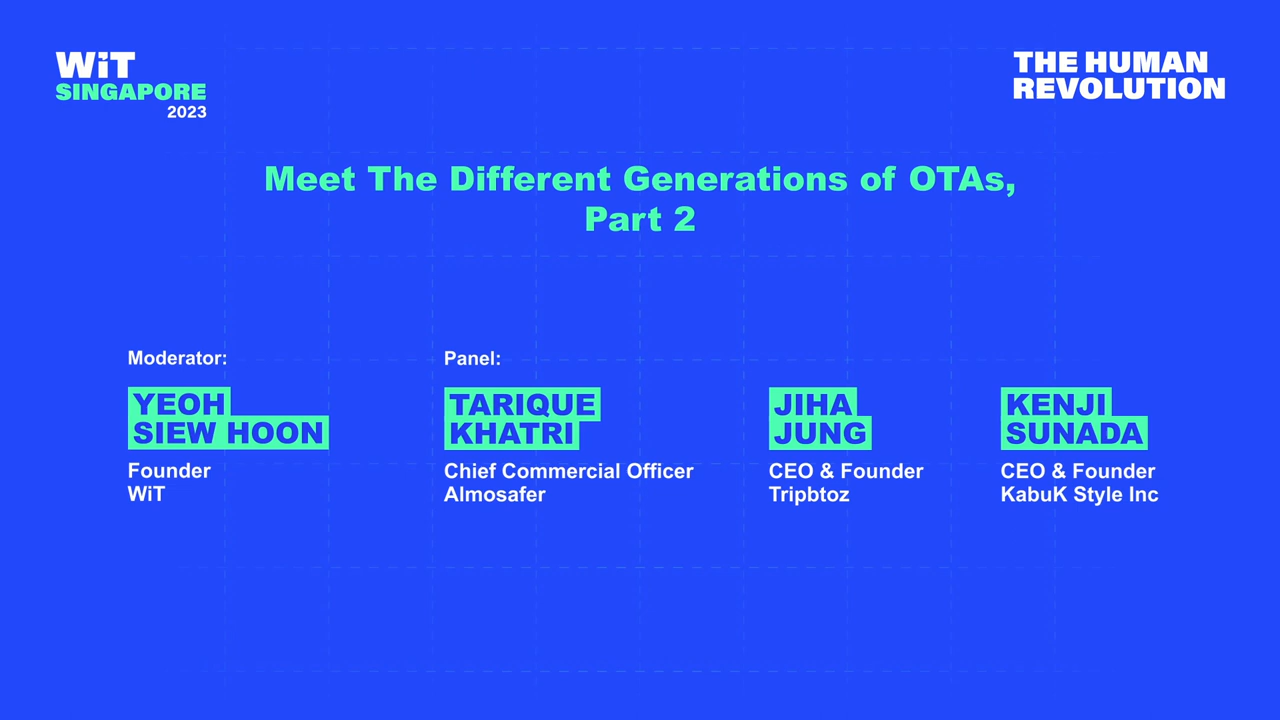 WiT
SINGAPORE
2023
THE HUMAN
REVOLUTION
Meet The Different Generations of OTAs,
Part 2
Moderator:
YEOH
SIEW HOON
Founder
WiT
Panel:
TARIQUE
KHATRI
Chief Commercial Officer
Almosafer
JIHA
JUNG
CEO & Founder
Tripbtoz
KENJI
SUNADA
CEO & Founder
KabuK Style Inc